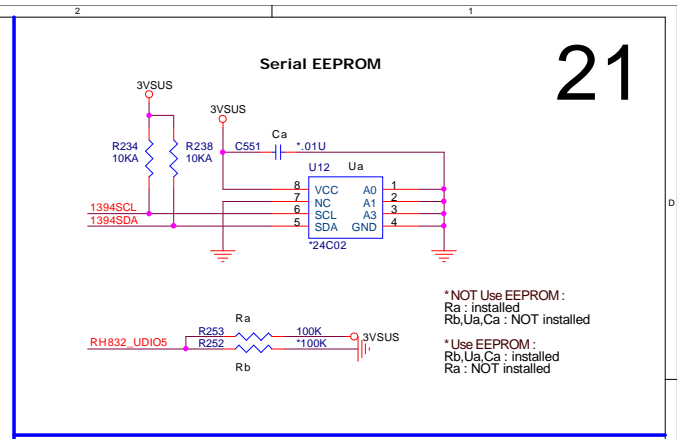 2
1
Serial EEPROM
21
3VSUS
3VSUS
Ca
R234
10KA
R238
10KA
C551
*.01U
U12
Ua
8
VCC
A0
1
7
NC
A1
2
1394SCL
6
SCL
A3
3
1394SDA
5
SDA
GND
4
*24C02
D
*NOT Use EEPROM :
Ra : installed
Rb,Ua,Ca : NOT installed
*Use EEPROM :
Rb,Ua,Ca : installed
Ra : NOT installed
Ra
R253
100K
3VSUS
RH832_UDIO5
R252
*100K
Rb